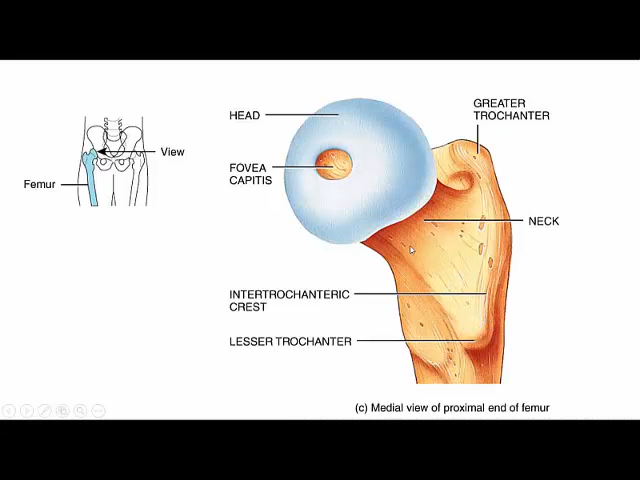 HEAD
GREATER
TROCHANTER
View
FOVEA
CAPITIS
Femur
NECK
INTERTROCHANTERIC
CREST
LESSER TROCHANTER
(c) Medial view of proximal end of femur